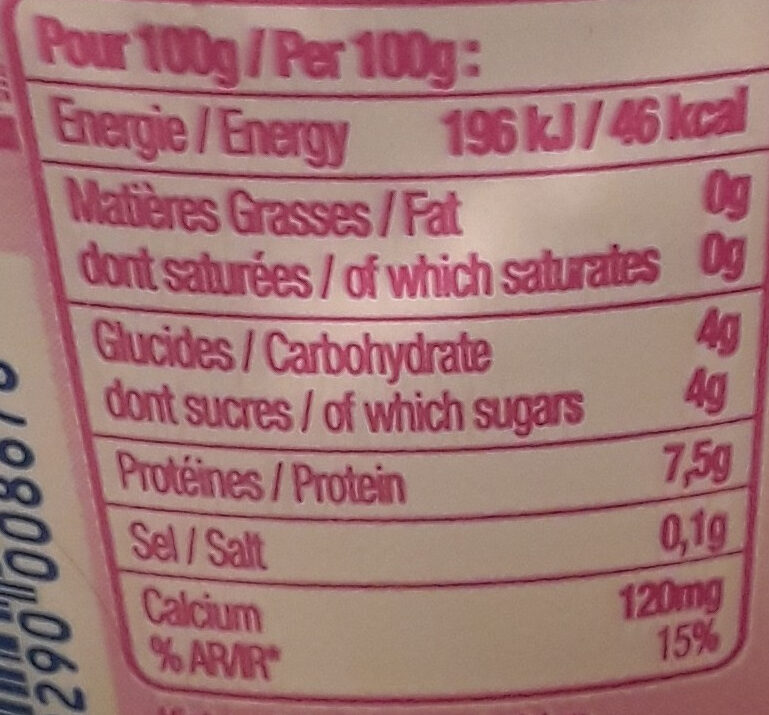 Pour 100g / Per 100g :
Energie / Energy 196 kJ / 46 kcal
Matières Grasses / Fat 0g
dont saturées / of which saturates 0g
Glucides / Carbohydrate 4g
dont sucres / of which sugars 4g
Protéines / Protein 7,5g
Sel / Salt 0,1g
Calcium 120mg
% AR/IR* 15%